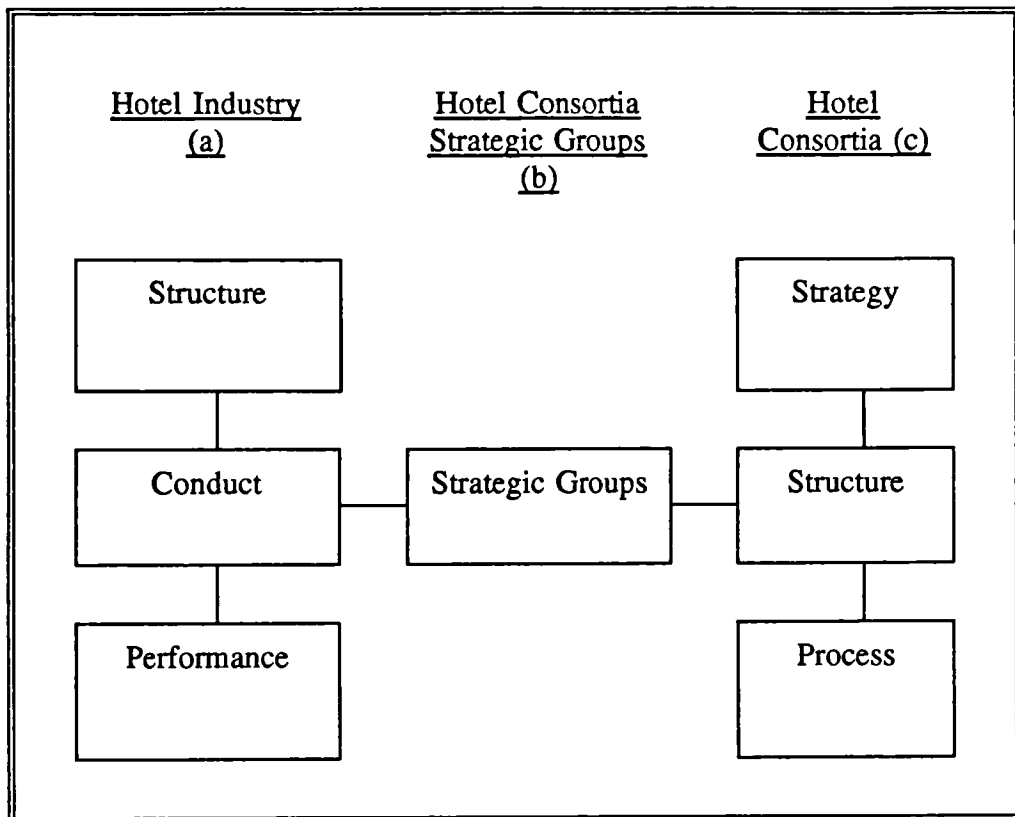 Hotel Industry
(a)
Hotel Consortia
Strategic Groups
(b)
Hotel
Consortia (c)
Structure
Strategy
Conduct
Strategic Groups
Structure
Performance
Process